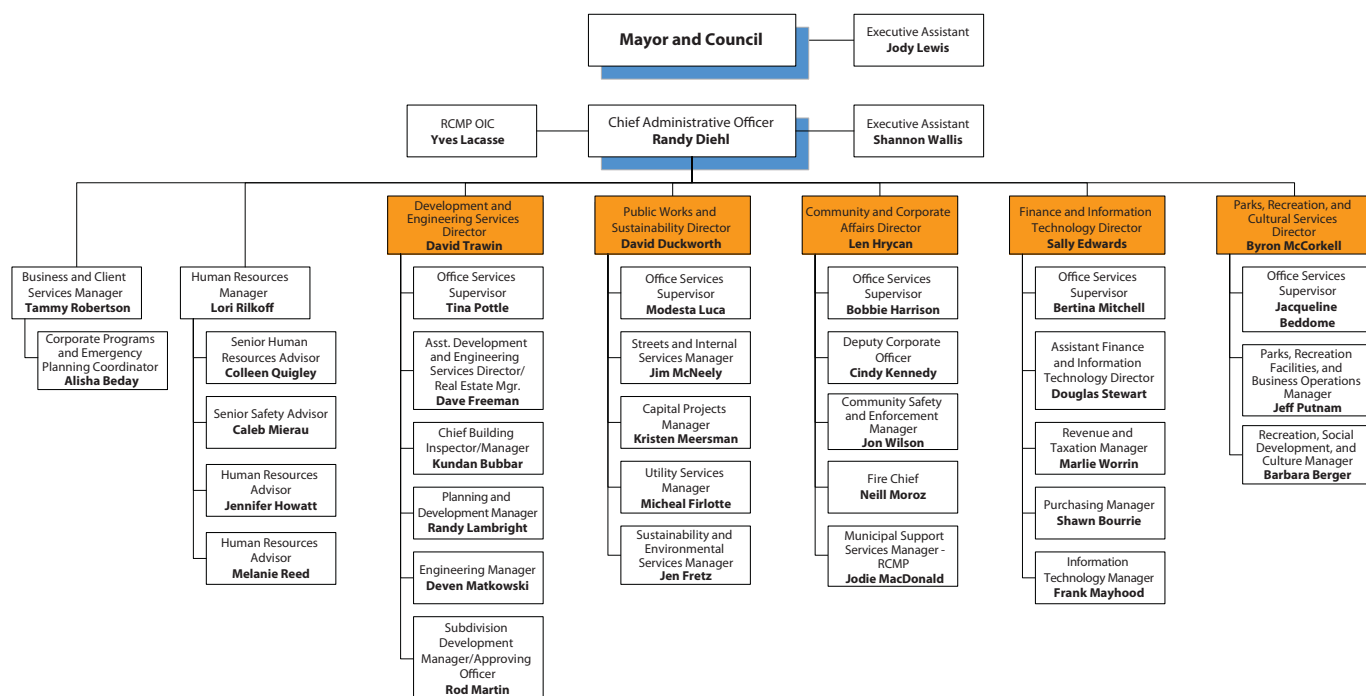 Mayor and Council
Executive Assistant
Jody Lewis
RCMP OIC
Yves Lacasse
Chief Administrative Officer
Randy Diehl
Executive Assistant
Shannon Wallis
Business and Client
Services Manager
Tammy Robertson
Corporate Programs
and Emergency
Planning Coordinator
Alisha Beday
Human Resources
Manager
Lori Rilkoff
Senior Human
Resources Advisor
Colleen Quigley
Senior Safety Advisor
Caleb Mierau
Human Resources
Advisor
Jennifer Howatt
Human Resources
Advisor
Melanie Reed
Development and
Engineering Services
Director
David Trawin
Office Services
Supervisor
Tina Pottle
Asst. Development
and Engineering
Services Director/
Real Estate Mgr.
Dave Freeman
Chief Building
Inspector/Manager
Kundan Bubbar
Planning and
Development Manager
Randy Lambright
Engineering Manager
Deven Matkowski
Subdivision
Development
Manager/Approving
Officer
Rod Martin
Public Works and
Sustainability Director
David Duckworth
Office Services
Supervisor
Modesta Luca
Streets and Internal
Services Manager
Jim McNeely
Capital Projects
Manager
Kristen Meersman
Utility Services
Manager
Micheal Firlotte
Sustainability and
Environmental
Services Manager
Jen Fretz
Community and Corporate
Affairs Director
Len Hrycan
Office Services
Supervisor
Bobbie Harrison
Deputy Corporate
Officer
Cindy Kennedy
Community Safety
and Enforcement
Manager
Jon Wilson
Fire Chief
Neill Moroz
Municipal Support
Services Manager -
RCMP
Jodie MacDonald
Finance and Information
Technology Director
Sally Edwards
Office Services
Supervisor
Bertina Mitchell
Assistant Finance
and Information
Technology Director
Douglas Stewart
Revenue and
Taxation Manager
Marlie Worrin
Purchasing Manager
Shawn Bourrie
Information
Technology Manager
Frank Mayhood
Parks, Recreation, and
Cultural Services
Director
Byron McCorkell
Office Services
Supervisor
Jacqueline
Beddome
Parks, Recreation
Facilities, and
Business Operations
Manager
Jeff Putnam
Recreation, Social
Development, and
Culture Manager
Barbara Berger